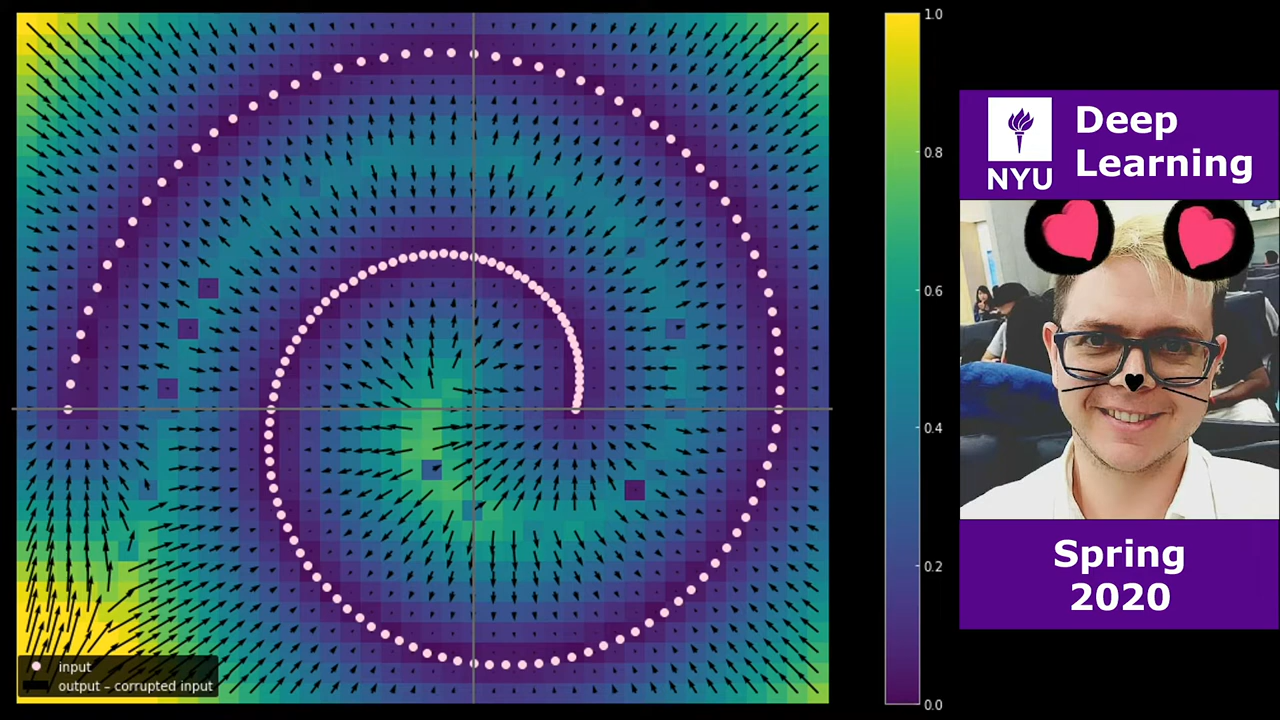 1.0
0.8
0.6
0.4
0.2
0.0
input
output – corrupted input
NYU
Deep
Learning
Spring
2020